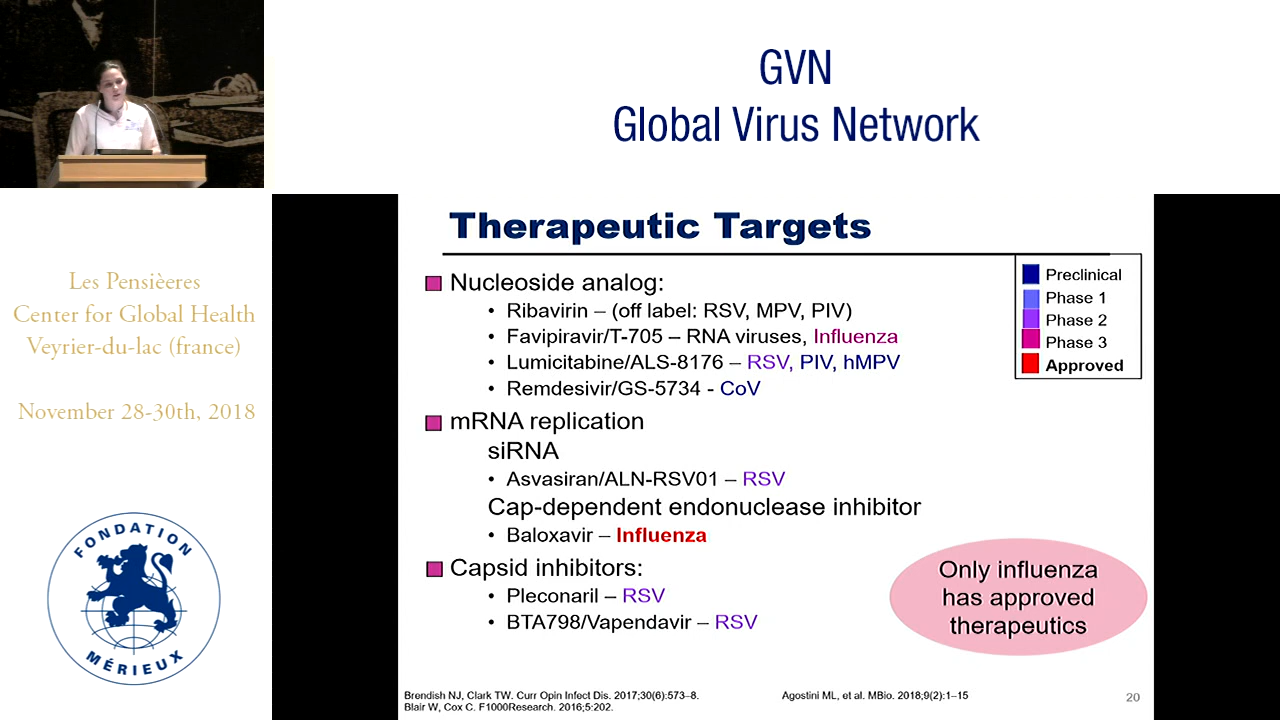 GVN
Global Virus Network
Les Pensièeres
Center for Global Health
Veyrier-du-lac (france)
November 28-30th, 2018
FONDATION
MÉRIEUX
Therapeutic Targets
Nucleoside analog:
• Ribavirin – (off label: RSV, MPV, PIV)
• Favipiravir/T-705 – RNA viruses, Influenza
• Lumicitabine/ALS-8176 – RSV, PIV, hMPV
• Remdesivir/GS-5734 - CoV
mRNA replication
siRNA
• Asvasiran/ALN-RSV01 – RSV
Cap-dependent endonuclease inhibitor
• Baloxavir – Influenza
Capsid inhibitors:
• Pleconaril – RSV
• BTA798/Vapendavir – RSV
Preclinical
Phase 1
Phase 2
Phase 3
Approved
Only influenza
has approved
therapeutics
Brendish NJ, Clark TW. Curr Opin Infect Dis. 2017;30(6):573–8.
Blair W, Cox C. F1000Research. 2016;5:202.
Agostini ML, et al. MBio. 2018;9(2):1–15
20